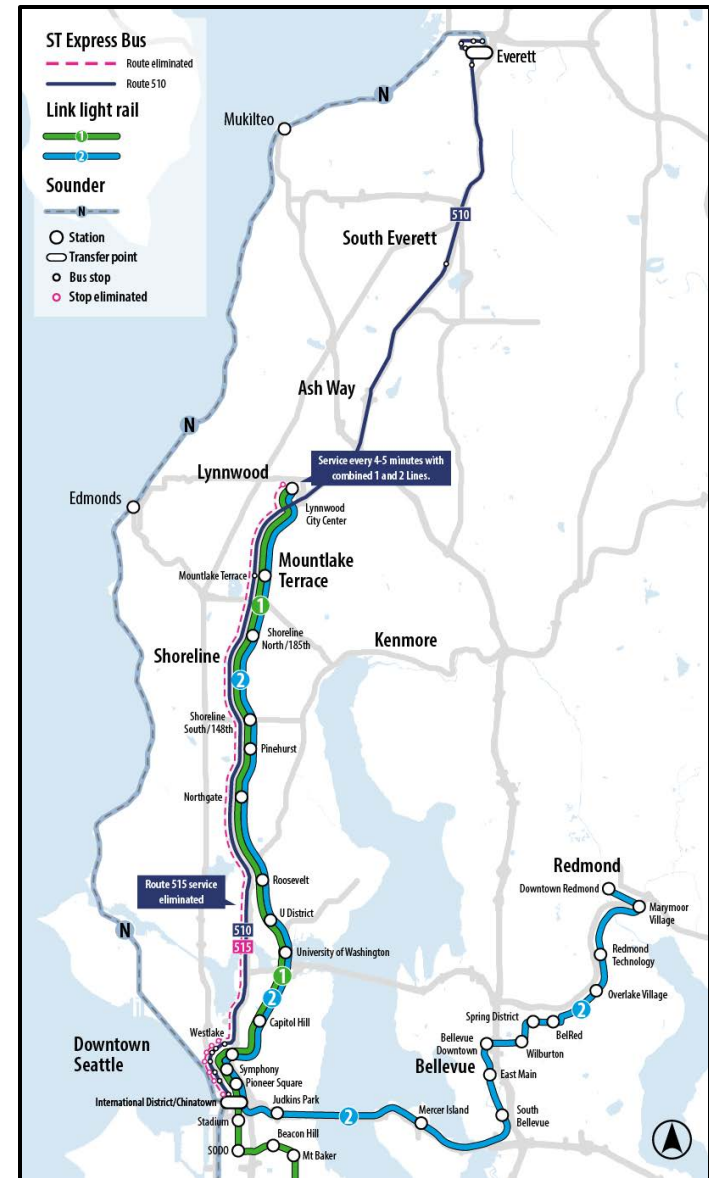 ST Express Bus
Route eliminated
Route 510
Link light rail
1
2
Sounder
N
Station
Transfer point
Bus stop
Stop eliminated
Everett
N
Mukilteo
510
South Everett
Ash Way
N
Lynnwood
Service every 4-5 minutes with
combined 1 and 2 Lines.
Edmonds
Lynnwood
City Center
Mountlake Terrace
Mountlake
Terrace
1
Shoreline
North/185th
Kenmore
Shoreline
2
Shoreline
South/148th
Pinehurst
Northgate
Redmond
Roosevelt
Downtown Redmond
Route 515 service
eliminated
Marymoor
Village
U District
N
510
515
University of Washington
Redmond
Technology
1
2
Overlake Village
Capitol Hill
Spring District
BelRed
2
Westlake
Downtown
Seattle
Bellevue
Downtown
Wilburton
Symphony
Bellevue
Pioneer Square
East Main
International District/Chinatown
Judkins Park
2
Mercer Island
South
Bellevue
Stadium
Beacon Hill
SODO
Mt Baker